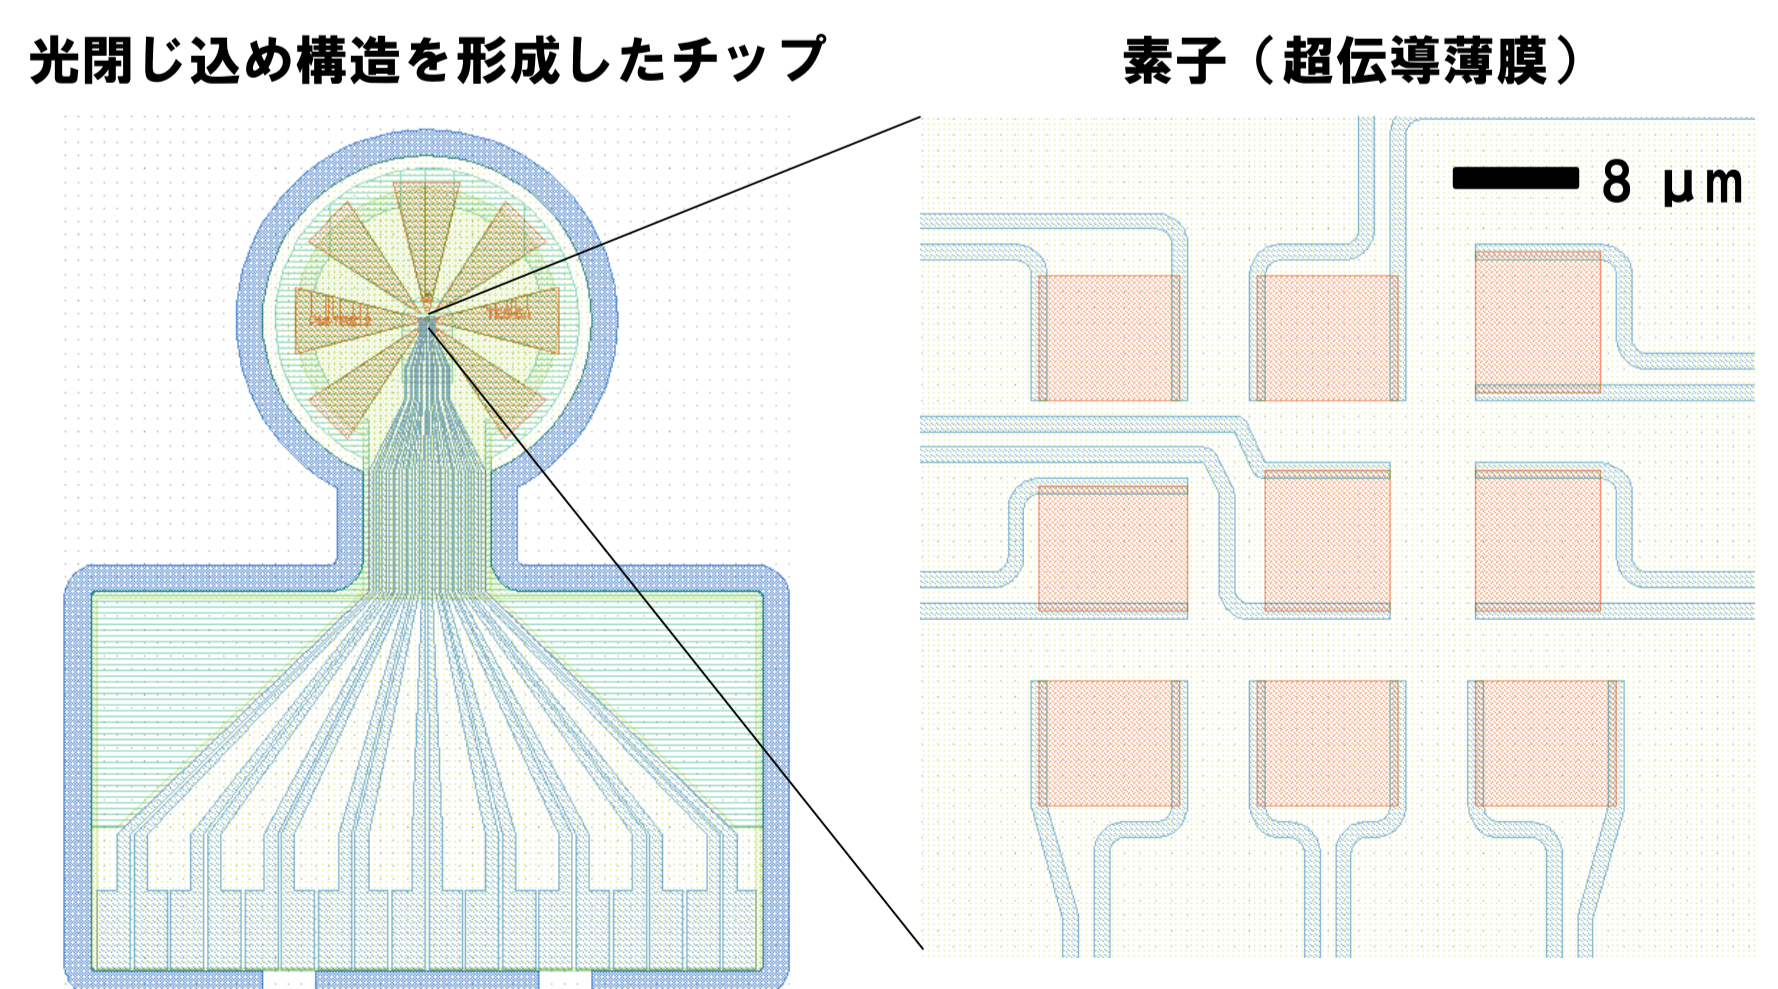 光閉じ込め構造を形成したチップ
素子（超伝導薄膜）
8 μm